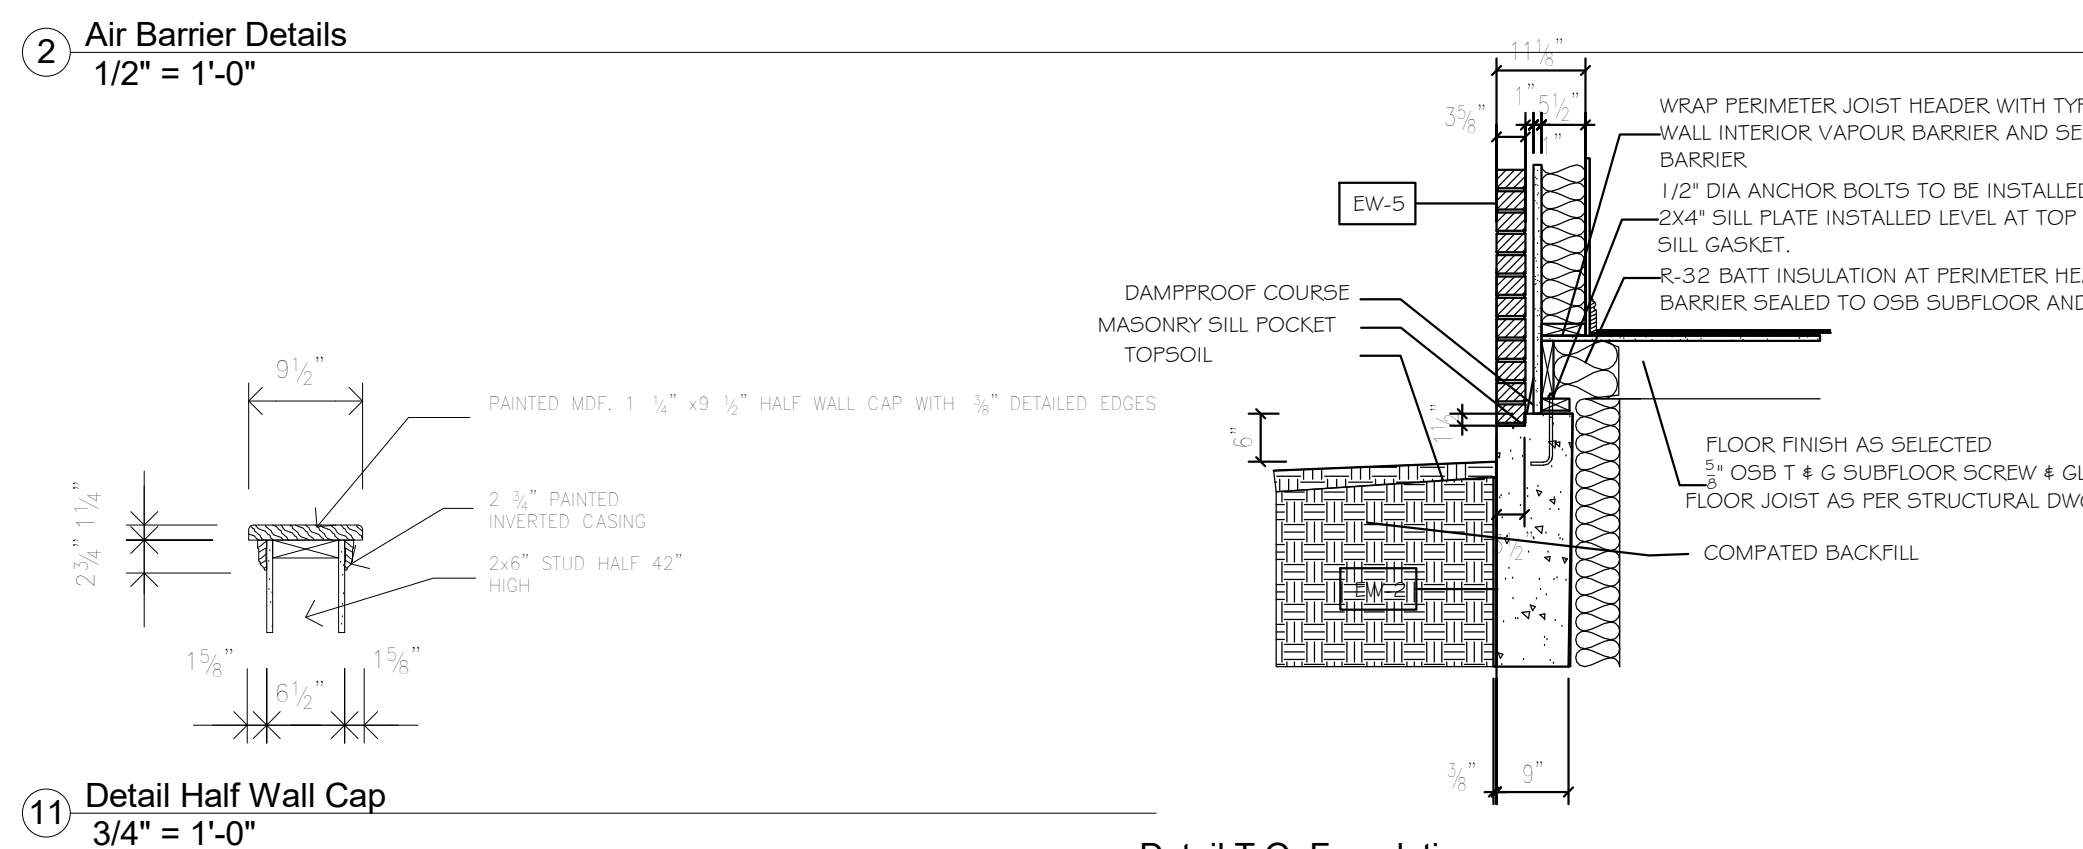 2
Air Barrier Details
1/2" = 1'-0"
11⅛"
1"
5½"
3⅝"
1"
WRAP PERIMETER JOIST HEADER WITH
WALL INTERIOR VAPOUR BARRIER AND
BARRIER
1/2" DIA ANCHOR BOLTS TO BE INSTALLED
2X4" SILL PLATE INSTALLED LEVEL AT TOP
SILL GASKET.
R-32 BATT INSULATION AT PERIMETER
BARRIER SEALED TO OSB SUBFLOOR AND
EW-5
DAMPPROOF COURSE
MASONRY SILL POCKET
TOPSOIL
6"
1½"
FLOOR FINISH AS SELECTED
⅝" OSB T & G SUBFLOOR SCREW &
FLOOR JOIST AS PER STRUCTURAL
COMPATED BACKFILL
EW-2
⅜"
9"
9½"
PAINTED MDF. 1 ¼" x9 ½" HALF WALL CAP WITH ⅜" DETAILED EDGES
2 ¾" PAINTED
INVERTED CASING
2x6" STUD HALF 42"
HIGH
1¼"
2¾"
1⅝"
1⅝"
6½"
11
Detail Half Wall Cap
3/4" = 1'-0"